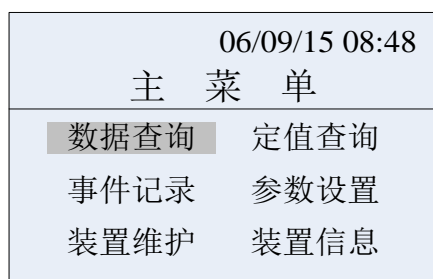 06/09/15 08:48
主 菜 单
数据查询 定值查询
事件记录 参数设置
装置维护 装置信息